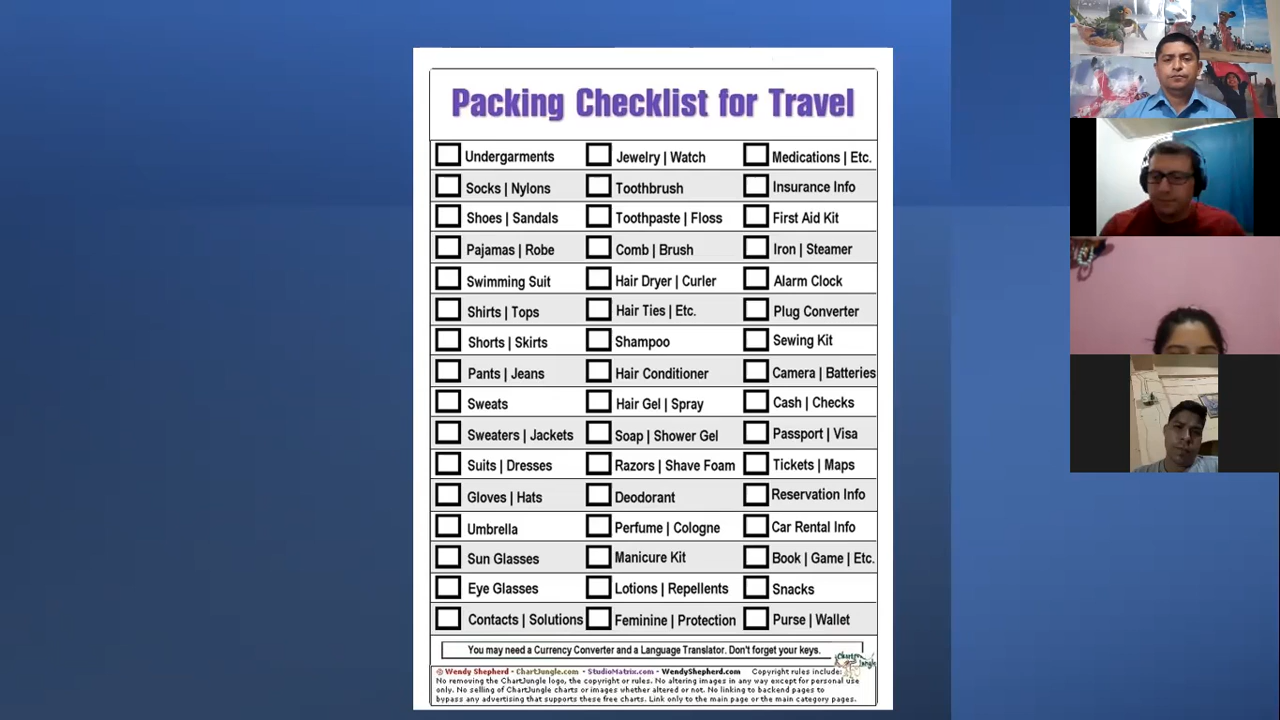 Packing Checklist for Travel
Undergarments Jewelry | Watch Medications | Etc.
Socks | Nylons Toothbrush Insurance Info
Shoes | Sandals Toothpaste | Floss First Aid Kit
Pajamas | Robe Comb | Brush Iron | Steamer
Swimming Suit Hair Dryer | Curler Alarm Clock
Shirts | Tops Hair Ties | Etc. Plug Converter
Shorts | Skirts Shampoo Sewing Kit
Pants | Jeans Hair Conditioner Camera | Batteries
Sweats Hair Gel | Spray Cash | Checks
Sweaters | Jackets Soap | Shower Gel Passport | Visa
Suits | Dresses Razors | Shave Foam Tickets | Maps
Gloves | Hats Deodorant Reservation Info
Umbrella Perfume | Cologne Car Rental Info
Sun Glasses Manicure Kit Book | Game | Etc.
Eye Glasses Lotions | Repellents Snacks
Contacts | Solutions Feminine | Protection Purse | Wallet
You may need a Currency Converter and a Language Translator. Don't forget your keys.
Chart Jungle
© Wendy Shepherd • ChartJungle.com • StudioMatrix.com • WendyShepherd.com Copyright rules include:
No removing the ChartJungle logo, the copyright or rules. No altering images in any way except for personal use
only. No selling of ChartJungle charts or images whether altered or not. No linking to backend pages to
bypass any advertising that supports these free charts. Link only to the main page or the main category pages.